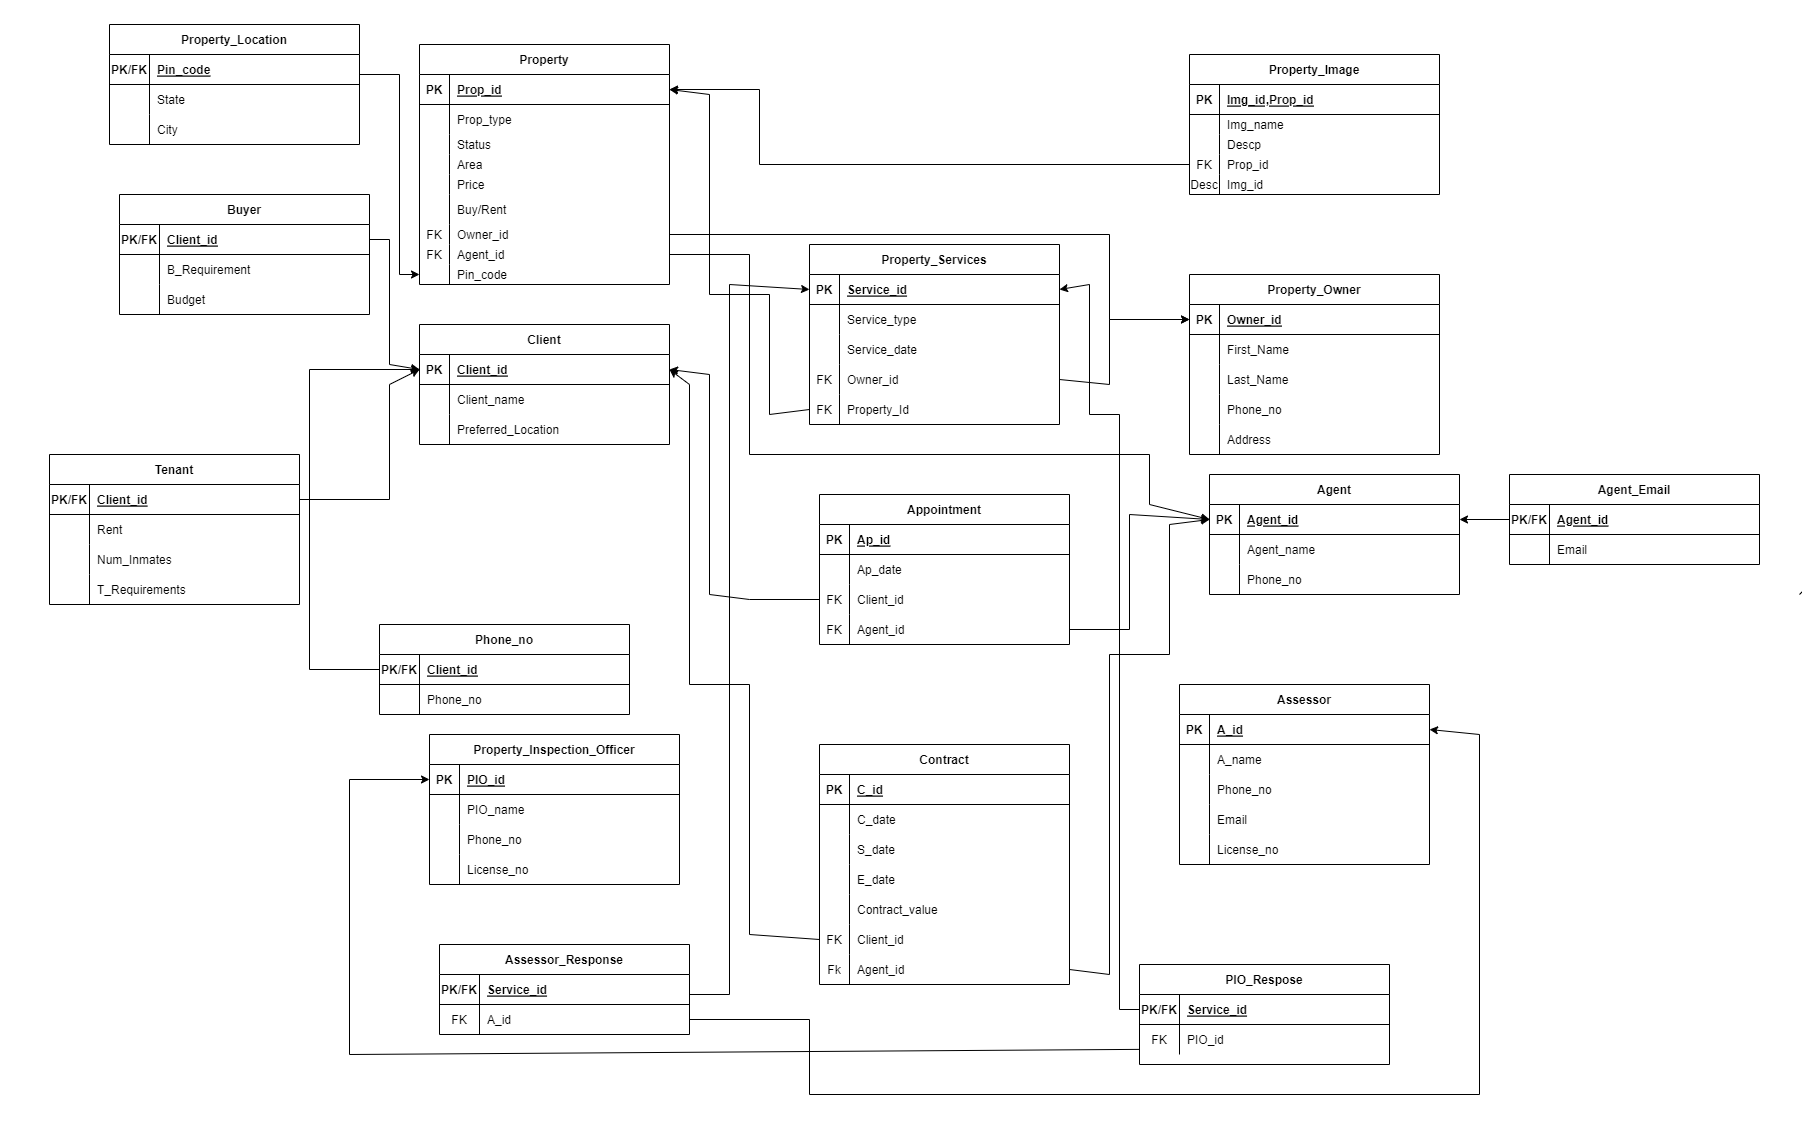 Property_Location
PK/FK Pin_code
State
City
Property
PK Prop_id
Prop_type
Status
Area
Price
Buy/Rent
FK Owner_id
FK Agent_id
Pin_code
Property_Image
PK Img_id,Prop_id
Img_name
Descp
FK Prop_id
Desc Img_id
Buyer
PK/FK Client_id
B_Requirement
Budget
Property_Services
PK Service_id
Service_type
Service_date
FK Owner_id
FK Property_Id
Property_Owner
PK Owner_id
First_Name
Last_Name
Phone_no
Address
Client
PK Client_id
Client_name
Preferred_Location
Tenant
PK/FK Client_id
Rent
Num_Inmates
T_Requirements
Appointment
PK Ap_id
Ap_date
FK Client_id
FK Agent_id
Agent
PK Agent_id
Agent_name
Phone_no
Agent_Email
PK/FK Agent_id
Email
Phone_no
PK/FK Client_id
Phone_no
Property_Inspection_Officer
PK PIO_id
PIO_name
Phone_no
License_no
Contract
PK C_id
C_date
S_date
E_date
Contract_value
FK Client_id
Fk Agent_id
Assessor
PK A_id
A_name
Phone_no
Email
License_no
Assessor_Response
PK/FK Service_id
FK A_id
PIO_Respose
PK/FK Service_id
FK PIO_id